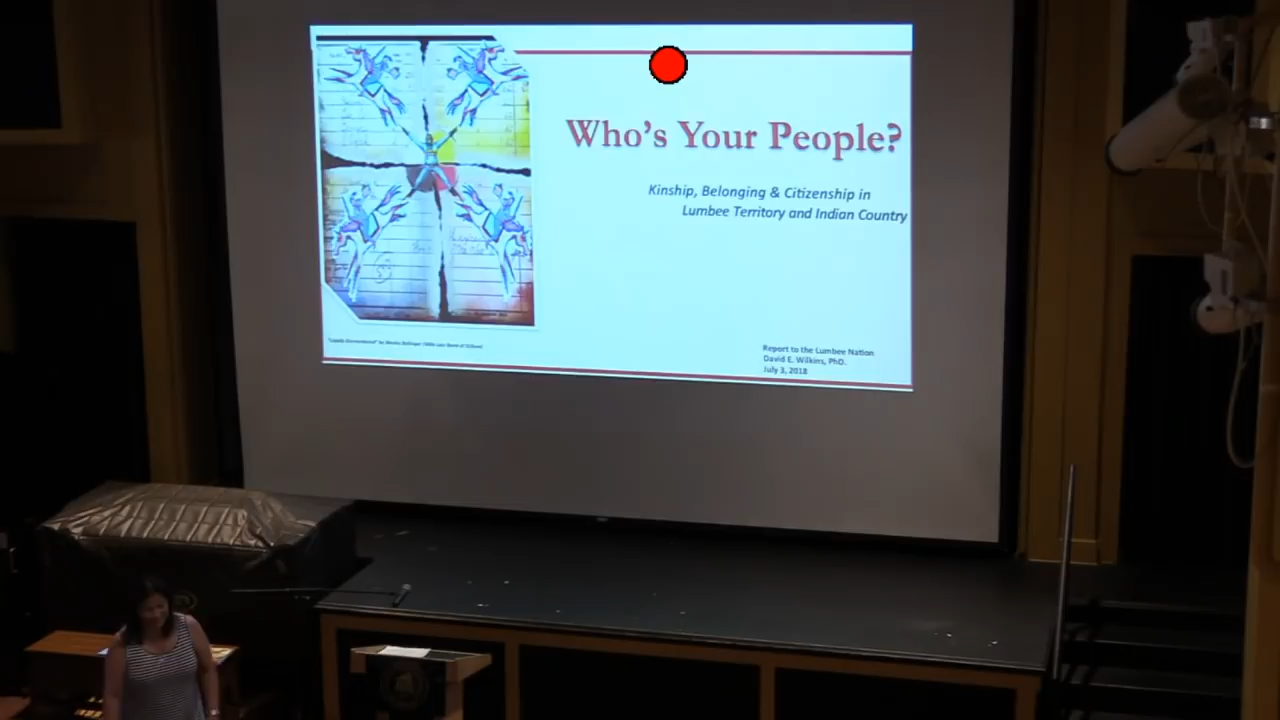 Who's Your People?
Kinship, Belonging & Citizenship in
Lumbee Territory and Indian Country
Report to the Lumbee Nation
David E. Wilkins, PhD.
July 3, 2018